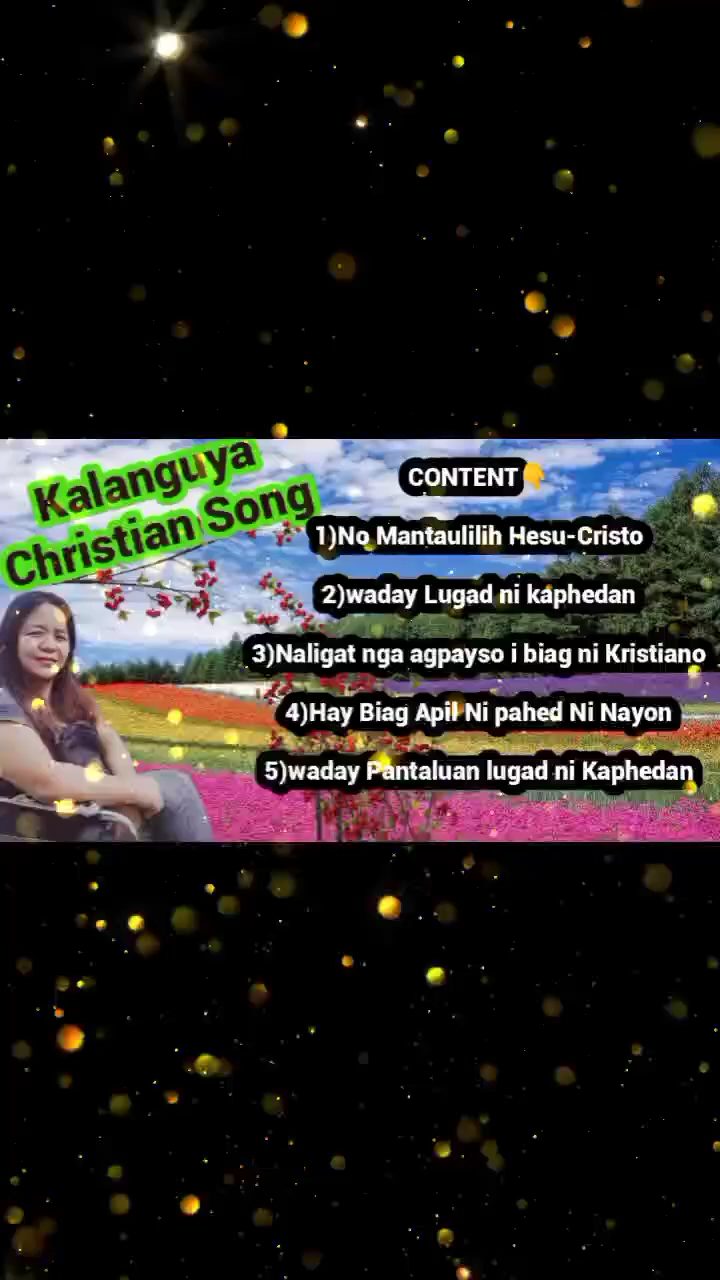 Kalanguya
Christian Song
CONTENT👇
1)No Mantaulilih Hesu-Cristo
2)waday Lugad ni kaphedan
3)Naligat nga agpayso i biag ni Kristiano
4)Hay Biag Apil Ni pahed Ni Nayon
5)waday Pantaluan lugad ni Kaphedan